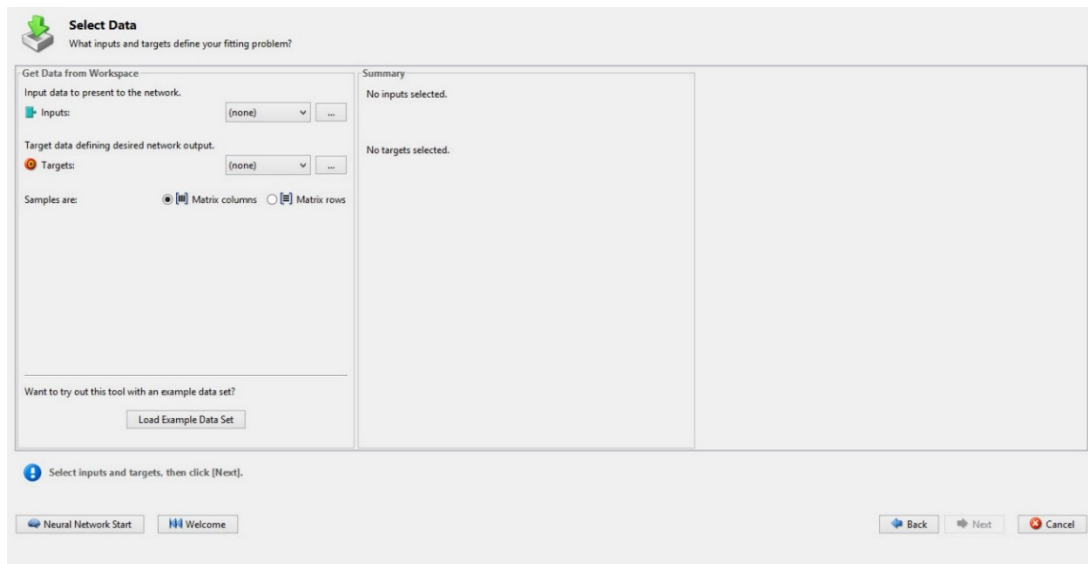 Select Data
What inputs and targets define your fitting problem?
Get Data from Workspace
Input data to present to the network.
Inputs: (none) ...
Target data defining desired network output.
Targets: (none) ...
Samples are: Matrix columns Matrix rows
Want to try out this tool with an example data set?
Load Example Data Set
Summary
No inputs selected.
No targets selected.
Select inputs and targets, then click [Next].
Neural Network Start Welcome Back Next Cancel